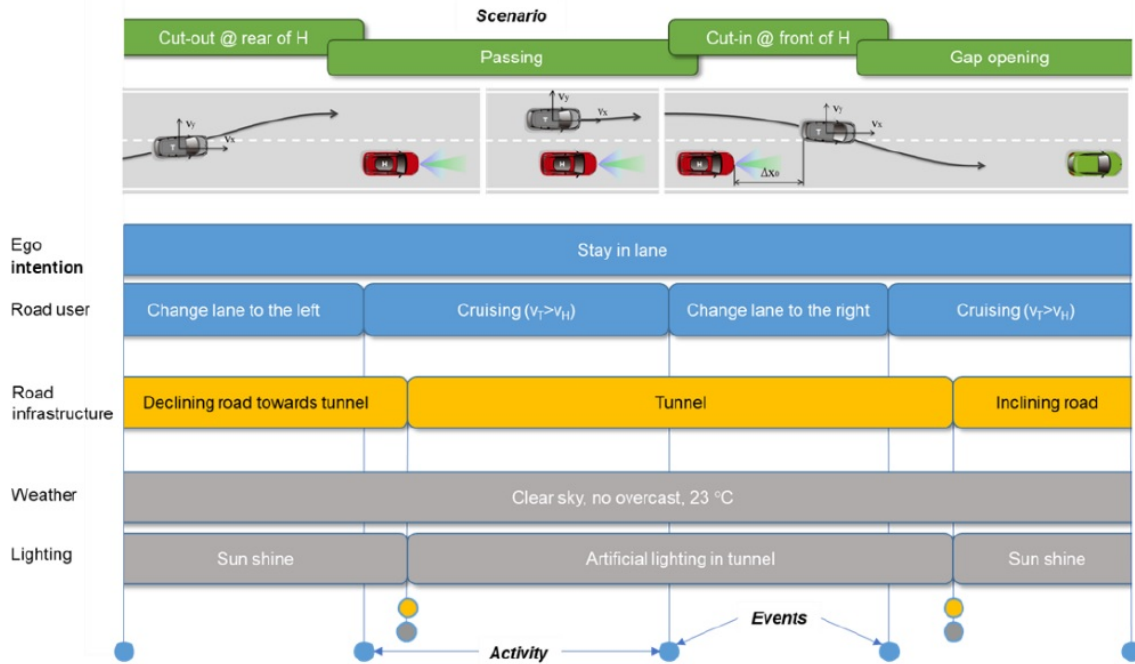 Scenario
Cut-out @ rear of H
Cut-in @ front of H
Passing
Gap opening
vy
vx
T
H
vy
vx
T
H
vy
vx
T
H
Δx₀
Ego
intention
Stay in lane
Road user
Change lane to the left
Cruising (vT>vH)
Change lane to the right
Cruising (vT>vH)
Road
infrastructure
Declining road towards tunnel
Tunnel
Inclining road
Weather
Clear sky, no overcast, 23 °C
Lighting
Sun shine
Artificial lighting in tunnel
Sun shine
Events
Activity